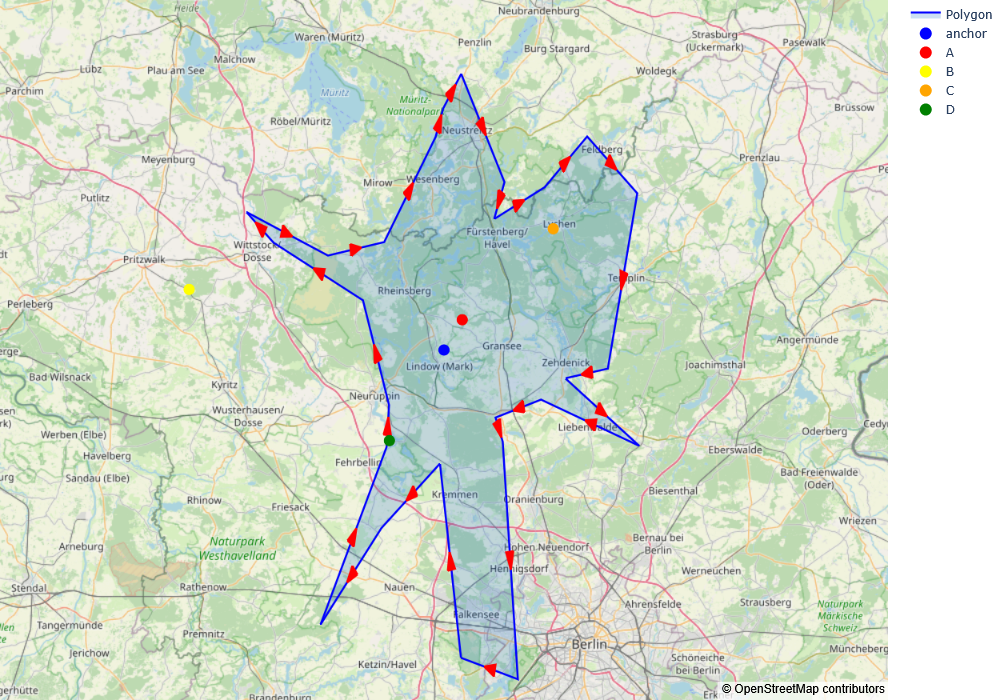 Heide
Neubrandenburg
Waren (Müritz)
Penzlin
Strasburg
(Uckermark)
Pasewalk
Malchow
Burg Stargard
Lübz
Plau am See
Woldegk
Parchim
Müritz
Müritz-
Nationalpark
Brüssow
Röbel/Müritz
Neustrelitz
Meyenburg
Feldberg
Prenzlau
Mirow
Wesenberg
Putlitz
Lychen
Fürstenberg/
Havel
Wittstock/
Dosse
Pritzwalk
Templin
Rheinsberg
Perleberg
Angermünde
Gransee
Lindow (Mark)
Zehdenick
Joachimsthal
Bad Wilsnack
Kyritz
Neuruppin
Wusterhausen/
Dosse
Liebenwalde
Werben (Elbe)
Oderberg
Havelberg
Eberswalde
Fehrbellin
Sandau (Elbe)
Bad Freienwalde
(Oder)
Rhinow
Kremmen
Oranienburg
Biesenthal
Friesack
Wriezen
Naturpark
Westhavelland
Arneburg
Hohen Neuendorf
Bernau bei
Berlin
Hennigsdorf
Werneuchen
Stendal
Rathenow
Nauen
Ahrensfelde
Strausberg
Naturpark
Märkische
Schweiz
Falkensee
Tangermünde
Premnitz
Berlin
Müncheberg
Jerichow
Ketzin/Havel
Schöneiche
bei Berlin
Brandenburg
© OpenStreetMap contributors
Polygon
anchor
A
B
C
D